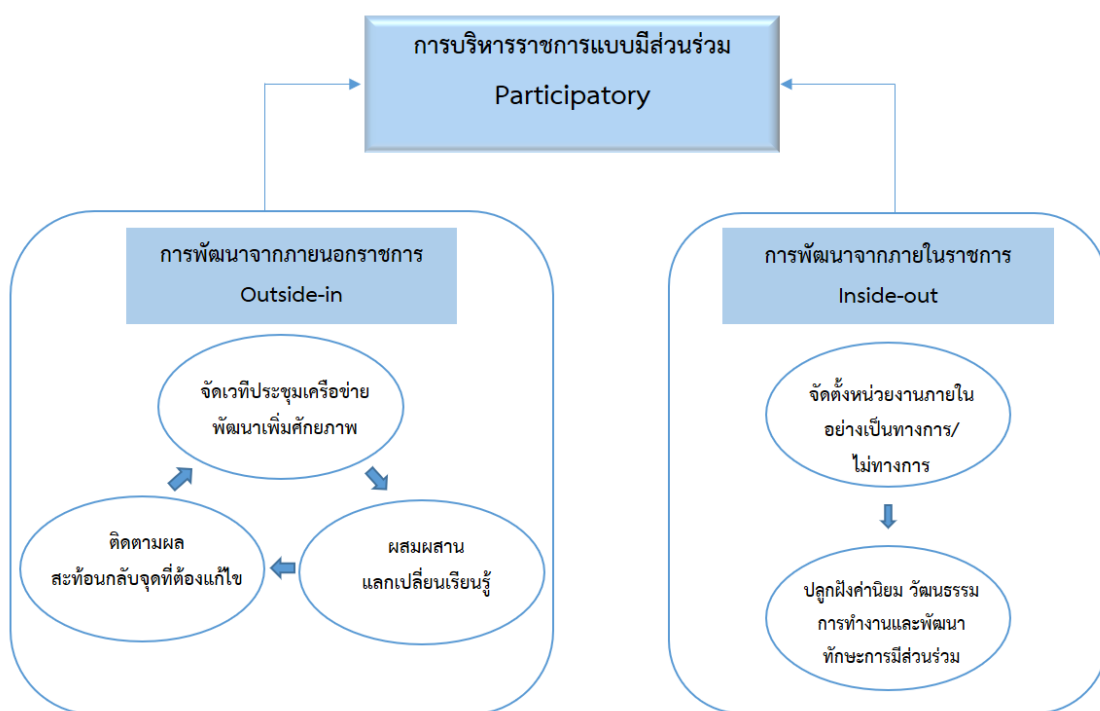 การบริหารราชการแบบมีส่วนร่วม
Participatory
การพัฒนาจากภายนอกราชการ
Outside-in
จัดเวทีประชุมเครือข่าย
พัฒนาเพิ่มศักยภาพ
ผสมผสาน
แลกเปลี่ยนเรียนรู้
ติดตามผล
สะท้อนกลับจุดที่ต้องแก้ไข
การพัฒนาจากภายในราชการ
Inside-out
จัดตั้งหน่วยงานภายใน
อย่างเป็นทางการ/
ไม่ทางการ
ปลูกฝังค่านิยม วัฒนธรรม
การทำงานและพัฒนา
ทักษะการมีส่วนร่วม